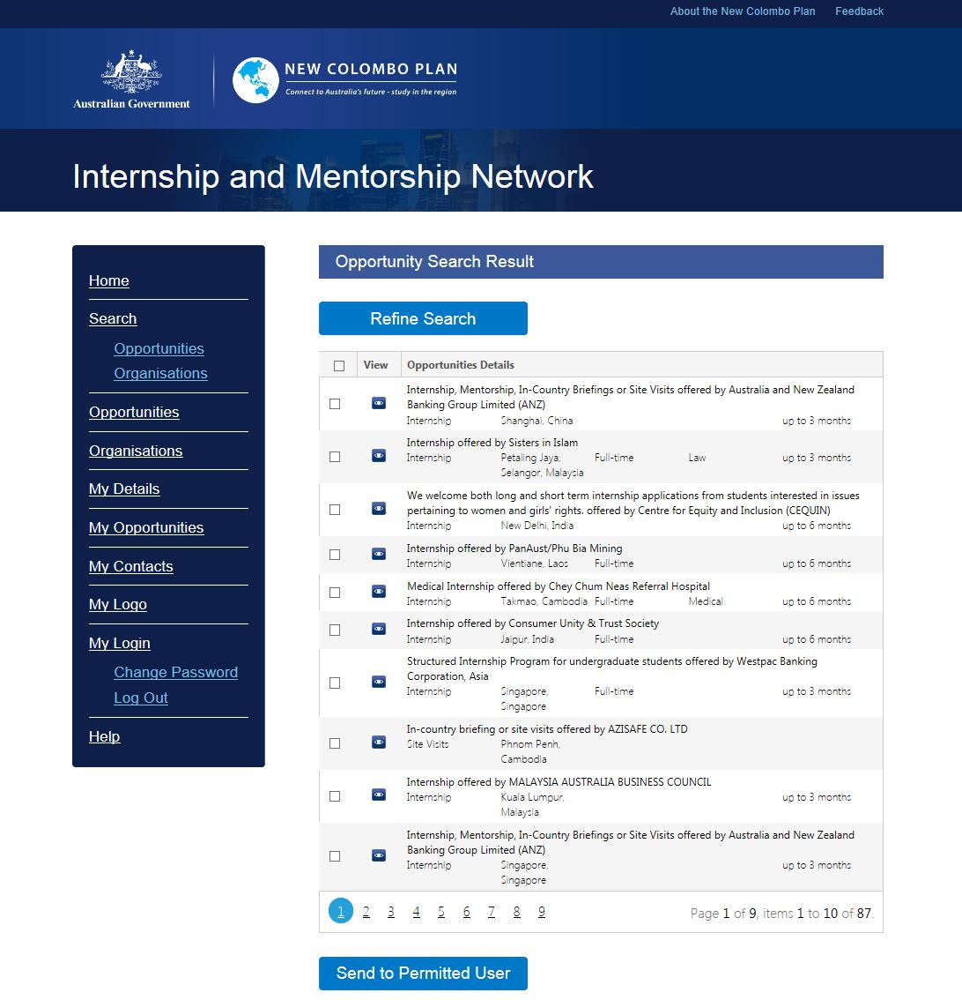 About the New Colombo Plan Feedback
Australian Government
NEW COLOMBO PLAN
Connect to Australia's future - study in the region
Internship and Mentorship Network
Home
Search
Opportunities
Organisations
Opportunities
Organisations
My Details
My Opportunities
My Contacts
My Logo
My Login
Change Password
Log Out
Help
Opportunity Search Result
Refine Search
View Opportunities Details
Internship, Mentorship, In-Country Briefings or Site Visits offered by Australia and New Zealand
Banking Group Limited (ANZ)
Internship Shanghai, China up to 3 months
Internship offered by Sisters in Islam
Internship Petaling Jaya, Full-time Law up to 3 months
Selangor, Malaysia
We welcome both long and short term internship applications from students interested in issues
pertaining to women and girls' rights. offered by Centre for Equity and Inclusion (CEQUIN)
Internship New Delhi, India up to 6 months
Internship offered by PanAust/Phu Bia Mining
Internship Vientiane, Laos Full-time up to 6 months
Medical Internship offered by Chey Chum Neas Referral Hospital
Internship Takmao, Cambodia Full-time Medical up to 6 months
Internship offered by Consumer Unity & Trust Society
Internship Jaipur, India Full-time up to 6 months
Structured Internship Program for undergraduate students offered by Westpac Banking
Corporation, Asia
Internship Singapore, Full-time up to 3 months
Singapore
In-country briefing or site visits offered by AZISAFE CO. LTD
Site Visits Phnom Penh,
Cambodia
Internship offered by MALAYSIA AUSTRALIA BUSINESS COUNCIL
Internship Kuala Lumpur, up to 3 months
Malaysia
Internship, Mentorship, In-Country Briefings or Site Visits offered by Australia and New Zealand
Banking Group Limited (ANZ)
Internship Singapore, up to 3 months
Singapore
1 2 3 4 5 6 7 8 9 Page 1 of 9, items 1 to 10 of 87.
Send to Permitted User